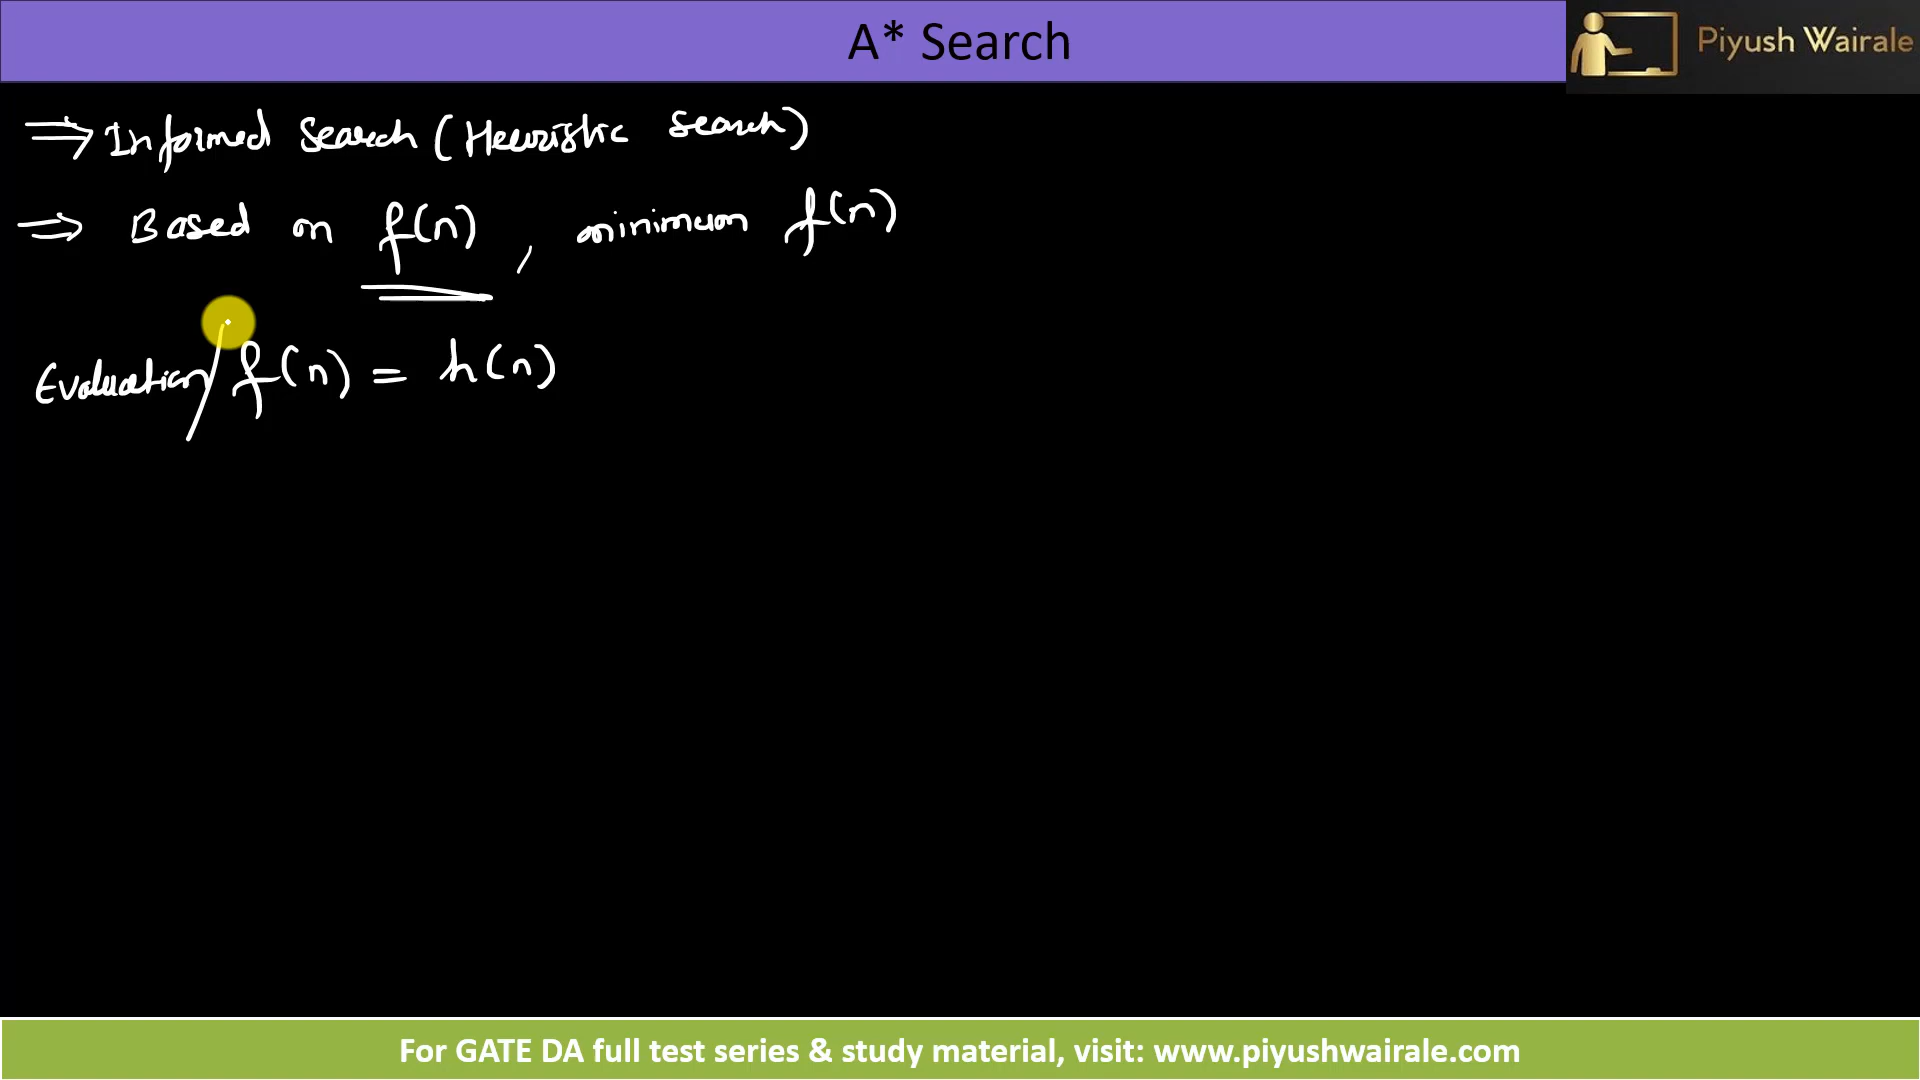 A* Search
Piyush Wairale
⇒ Informed Search (Heuristic Search)
⇒ Based on f(n), minimum f(n)
Evaluation/ f(n) = h(n)
For GATE DA full test series & study material, visit: www.piyushwairale.com